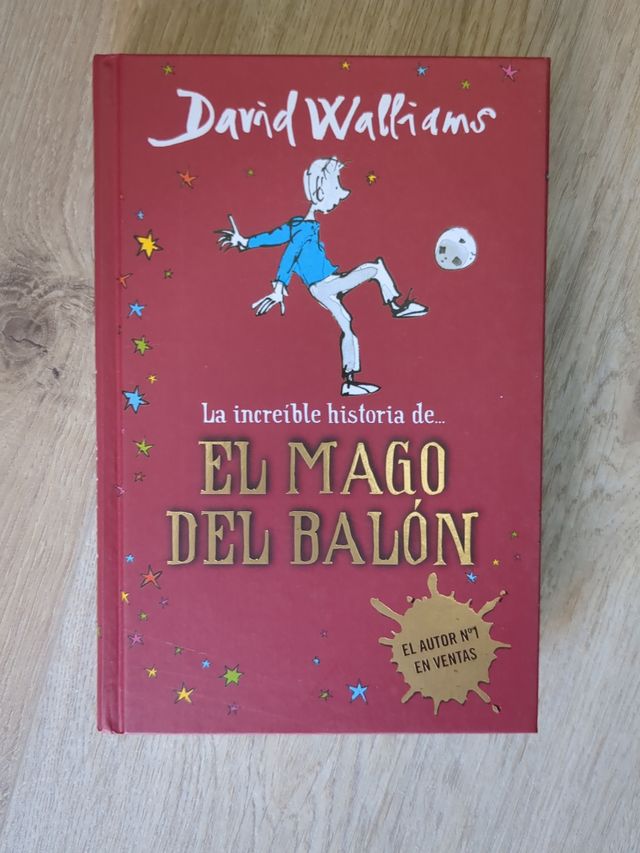 David Walliams
La increíble historia de...
EL MAGO
DEL BALÓN
EL AUTOR Nº1
EN VENTAS